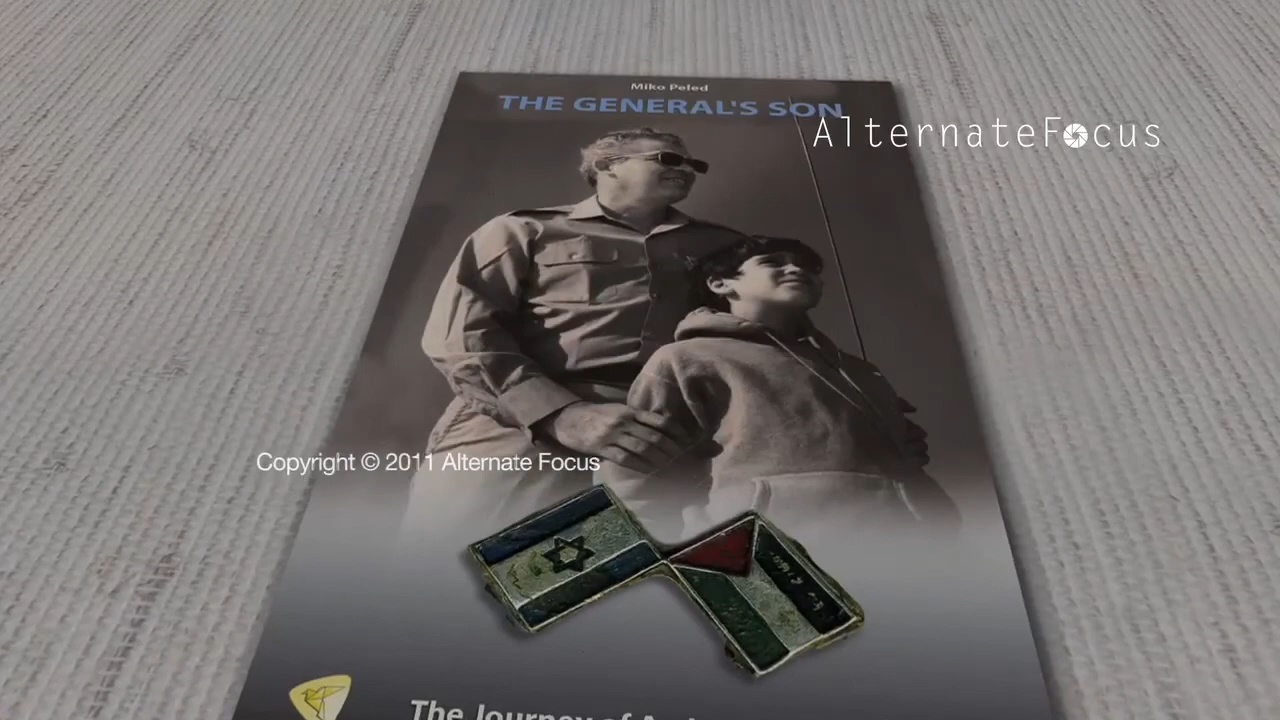 Miko Peled
THE GENERAL'S SON
AlternateFocus
Copyright © 2011 Alternate Focus
The Journey of